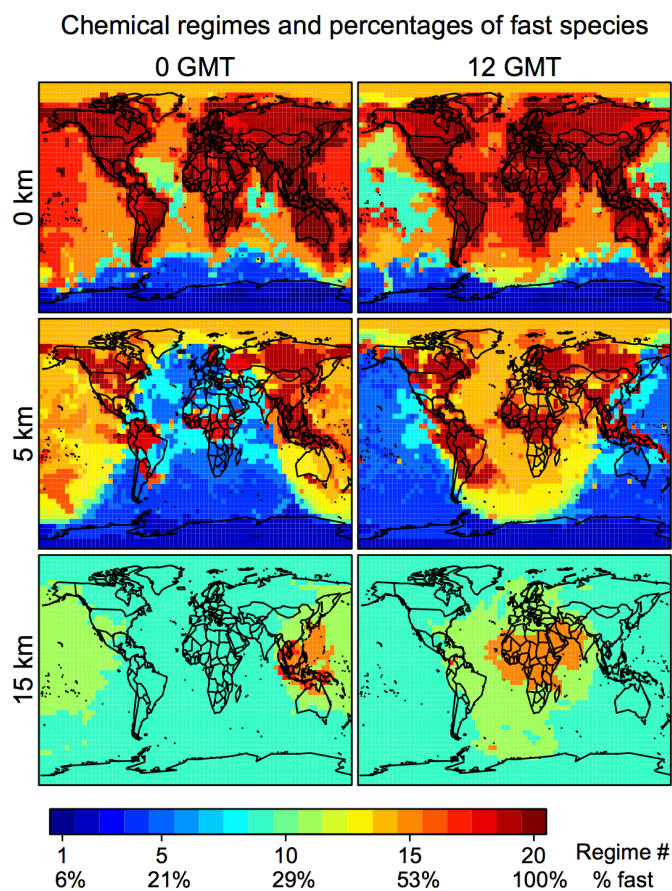 Chemical regimes and percentages of fast species
0 GMT 12 GMT
0 km
5 km
15 km
1 5 10 15 20 Regime #
6% 21% 29% 53% 100% % fast